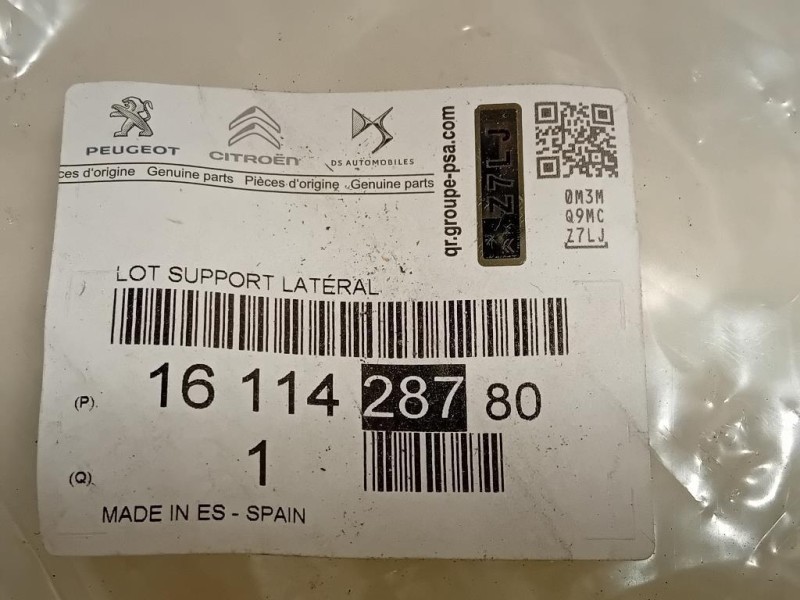 PEUGEOT
CITROËN
DS AUTOMOBILES
ces d'origine Genuine parts Pièces d'origine Genuine parts
qr.groupe-psa.com
Z7LJ
0M3M
Q9MC
Z7LJ
LOT SUPPORT LATÉRAL
(P) 16 114 287 80
(Q) 1
MADE IN ES - SPAIN